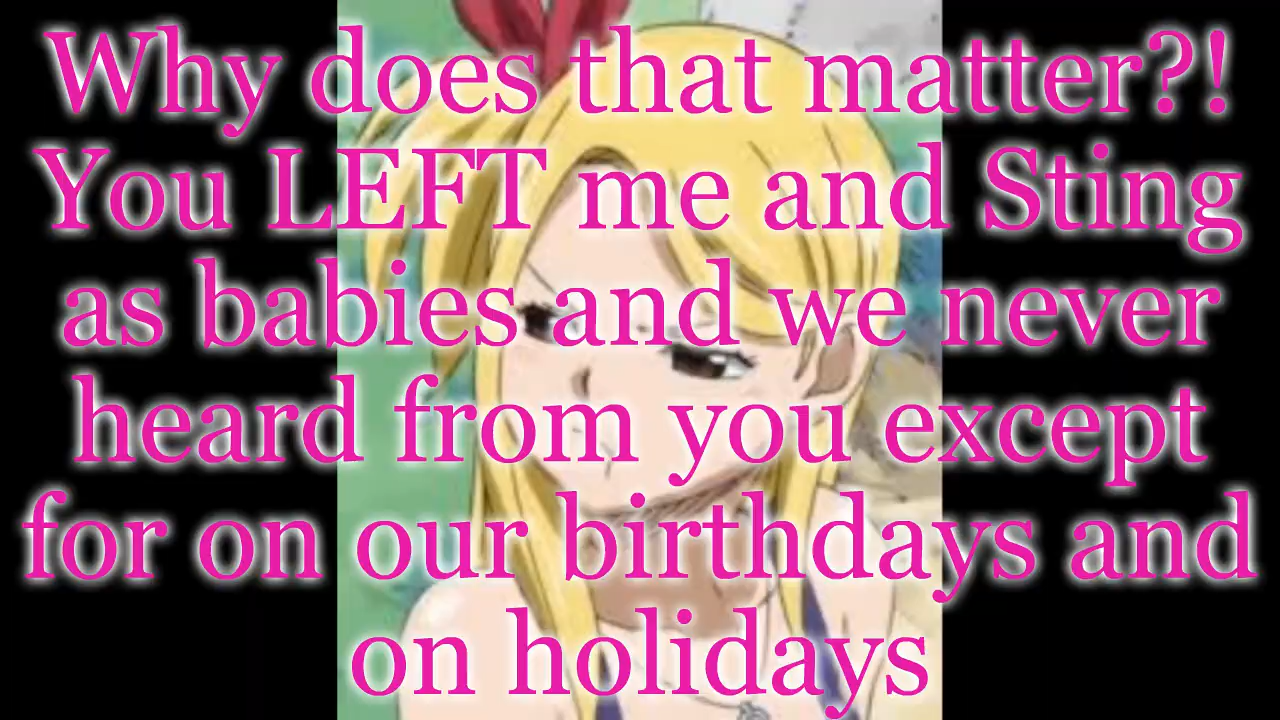 Why does that matter?!
You LEFT me and Sting
as babies and we never
heard from you except
for on our birthdays and
on holidays